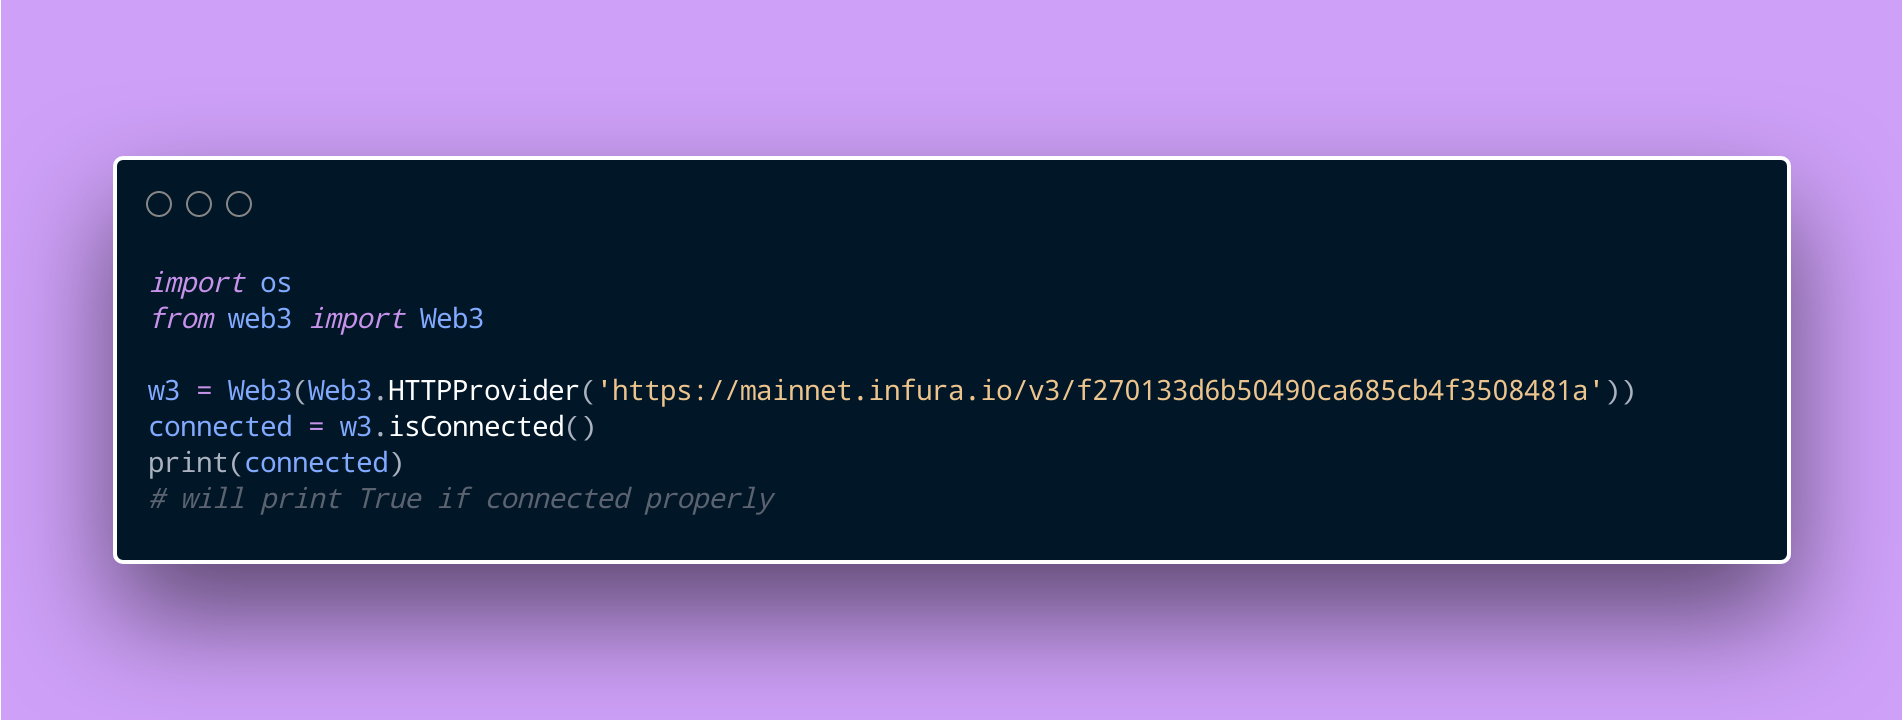 import os
from web3 import Web3

w3 = Web3(Web3.HTTPProvider('https://mainnet.infura.io/v3/f270133d6b50490ca685cb4f3508481a'))
connected = w3.isConnected()
print(connected)
# will print True if connected properly